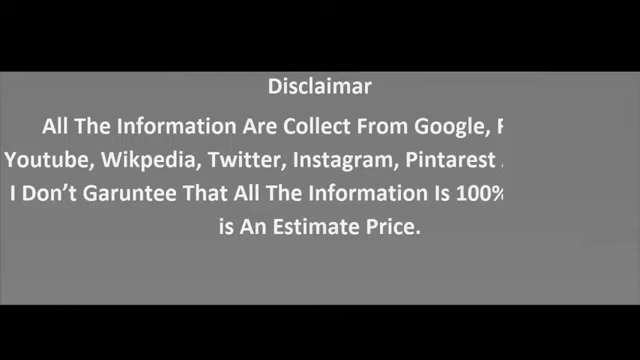 Disclaimar
All The Information Are Collect From Google,
Youtube, Wikpedia, Twitter, Instagram, Pintarest
I Don't Garuntee That All The Information Is 100%
is An Estimate Price.